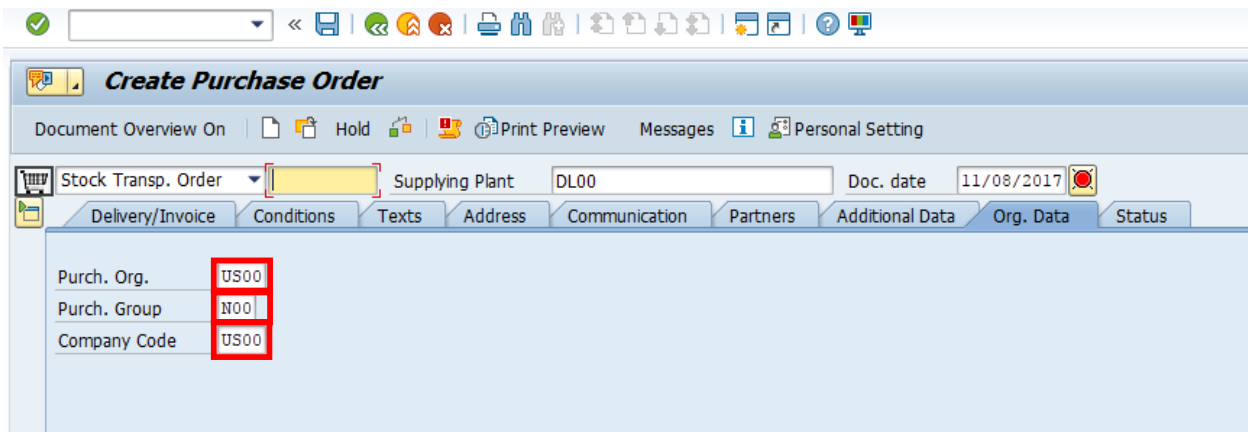 Create Purchase Order
Document Overview On Hold Print Preview Messages Personal Setting
Stock Transp. Order Supplying Plant DL00 Doc. date 11/08/2017
Delivery/Invoice Conditions Texts Address Communication Partners Additional Data Org. Data Status
Purch. Org. US00
Purch. Group N00
Company Code US00